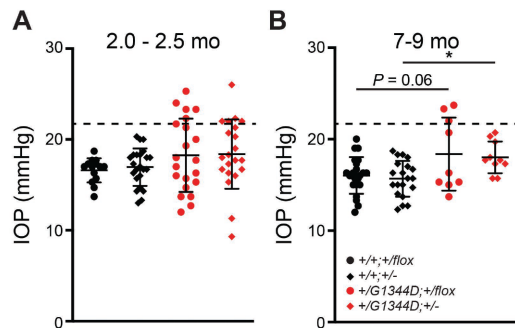 A
2.0 - 2.5 mo
IOP (mmHg)
30
20
10
0
B
7-9 mo
IOP (mmHg)
30
20
10
0
*
P = 0.06
+/+;+/flox
+/+;+/-
+/G1344D;+/flox
+/G1344D;+/-